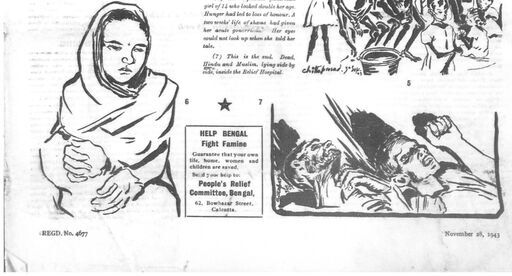 girl of 14 who looked double her age.
Hunger had led to loss of honour. A
two weeks' life of shame had given
her acute gonorrhoea. Her eyes
could not look up when she told her
tale.
(7) This is the end. Dead,
Hindu and Muslim, lying side by
side, inside the Relief Hospital.
5
6
7
HELP BENGAL
Fight Famine
Guarantee that your own
life, home, women and
children are saved.
Send your help to:
People's Relief
Committee, Bengal,
62, Bowbazar Street,
Calcutta.
REGD. No. 4677
November 28, 1943